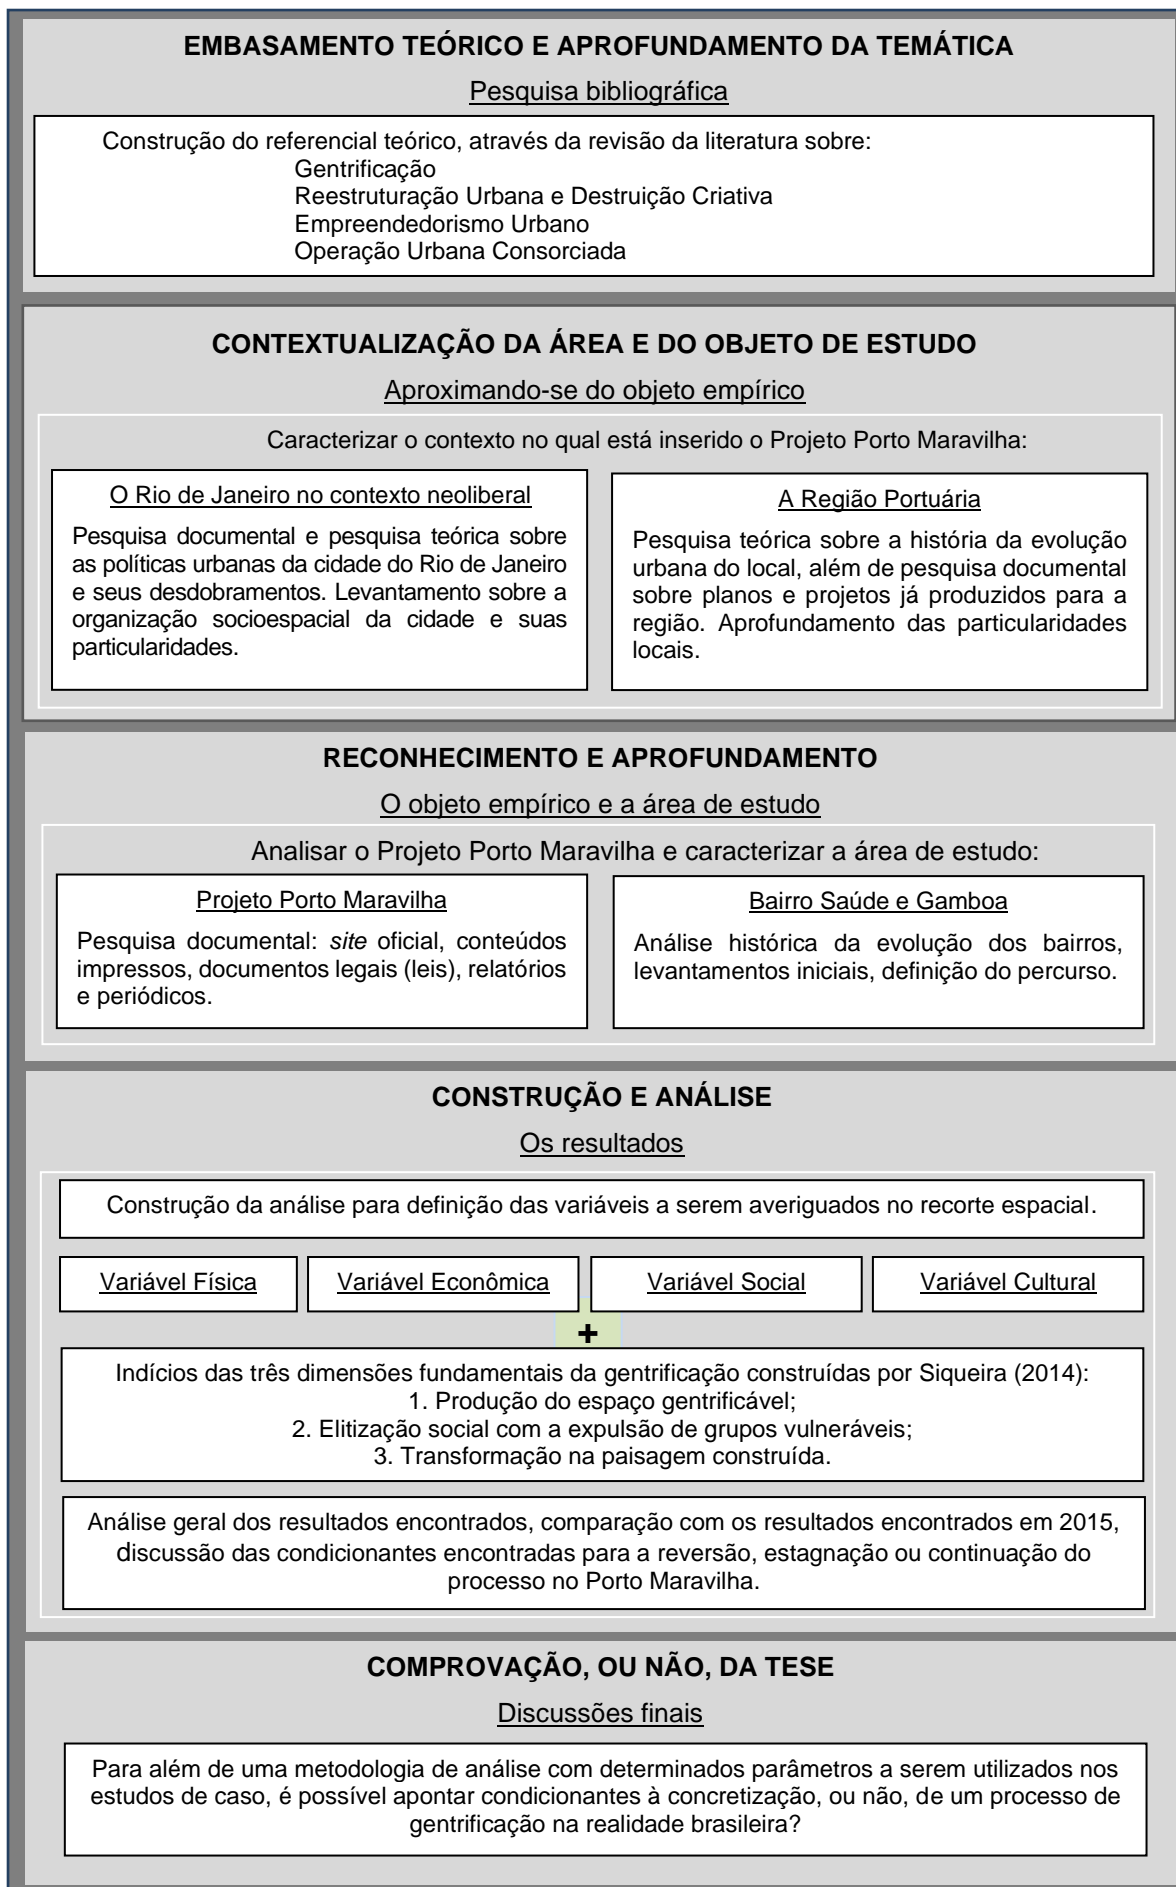 EMBASAMENTO TEÓRICO E APROFUNDAMENTO DA TEMÁTICA
Pesquisa bibliográfica
Construção do referencial teórico, através da revisão da literatura sobre:
Gentrificação
Reestruturação Urbana e Destruição Criativa
Empreendedorismo Urbano
Operação Urbana Consorciada
CONTEXTUALIZAÇÃO DA ÁREA E DO OBJETO DE ESTUDO
Aproximando-se do objeto empírico
Caracterizar o contexto no qual está inserido o Projeto Porto Maravilha:
O Rio de Janeiro no contexto neoliberal
Pesquisa documental e pesquisa teórica sobre
as políticas urbanas da cidade do Rio de Janeiro
e seus desdobramentos. Levantamento sobre a
organização socioespacial da cidade e suas
particularidades.
A Região Portuária
Pesquisa teórica sobre a história da evolução
urbana do local, além de pesquisa documental
sobre planos e projetos já produzidos para a
região. Aprofundamento das particularidades
locais.
RECONHECIMENTO E APROFUNDAMENTO
O objeto empírico e a área de estudo
Analisar o Projeto Porto Maravilha e caracterizar a área de estudo:
Projeto Porto Maravilha
Pesquisa documental: site oficial, conteúdos
impressos, documentos legais (leis), relatórios
e periódicos.
Bairro Saúde e Gamboa
Análise histórica da evolução dos bairros,
levantamentos iniciais, definição do percurso.
CONSTRUÇÃO E ANÁLISE
Os resultados
Construção da análise para definição das variáveis a serem averiguados no recorte espacial.
Variável Física
Variável Econômica
Variável Social
Variável Cultural
+
Indícios das três dimensões fundamentais da gentrificação construídas por Siqueira (2014):
1. Produção do espaço gentrificável;
2. Elitização social com a expulsão de grupos vulneráveis;
3. Transformação na paisagem construída.
Análise geral dos resultados encontrados, comparação com os resultados encontrados em 2015,
discussão das condicionantes encontradas para a reversão, estagnação ou continuação do
processo no Porto Maravilha.
COMPROVAÇÃO, OU NÃO, DA TESE
Discussões finais
Para além de uma metodologia de análise com determinados parâmetros a serem utilizados nos
estudos de caso, é possível apontar condicionantes à concretização, ou não, de um processo de
gentrificação na realidade brasileira?